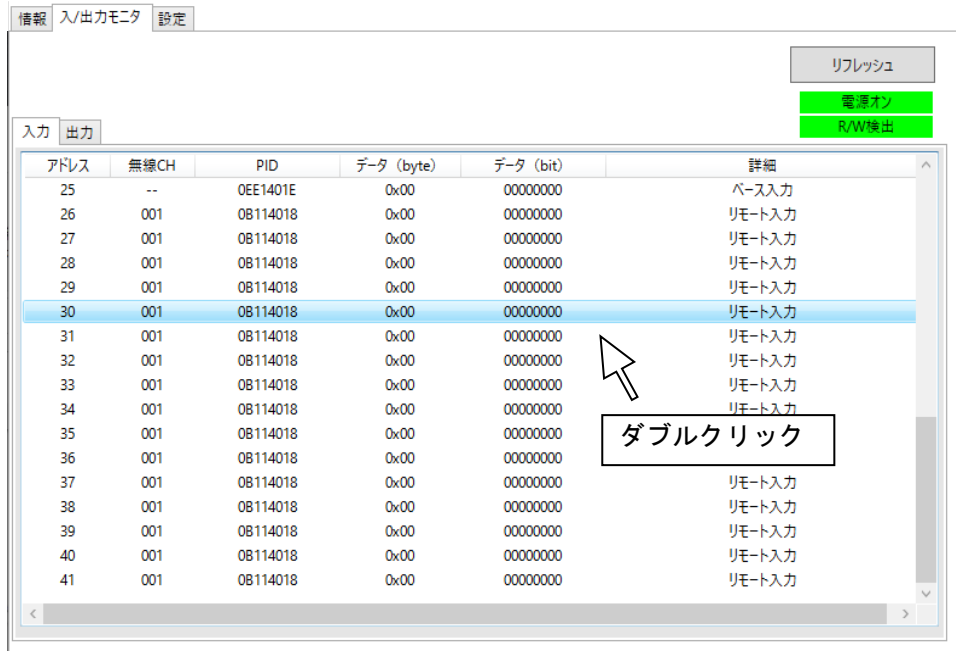 情報 入/出力モニタ 設定
リフレッシュ
電源オン
R/W検出
入力 出力
アドレス 無線CH PID データ (byte) データ (bit) 詳細
25 -- 0EE1401E 0x00 00000000 ベース入力
26 001 0B114018 0x00 00000000 リモート入力
27 001 0B114018 0x00 00000000 リモート入力
28 001 0B114018 0x00 00000000 リモート入力
29 001 0B114018 0x00 00000000 リモート入力
30 001 0B114018 0x00 00000000 リモート入力
31 001 0B114018 0x00 00000000 リモート入力
32 001 0B114018 0x00 00000000 リモート入力
33 001 0B114018 0x00 00000000 リモート入力
34 001 0B114018 0x00 00000000 リモート入力
35 001 0B114018 0x00 00000000
ダブルクリック
36 001 0B114018 0x00 00000000
37 001 0B114018 0x00 00000000 リモート入力
38 001 0B114018 0x00 00000000 リモート入力
39 001 0B114018 0x00 00000000 リモート入力
40 001 0B114018 0x00 00000000 リモート入力
41 001 0B114018 0x00 00000000 リモート入力